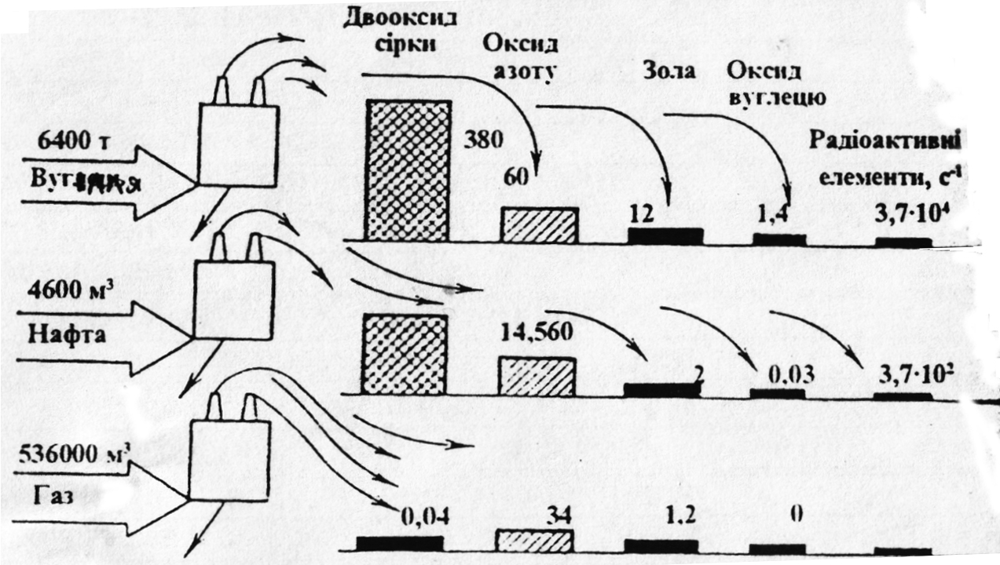 Двооксид
сірки
Оксид
азоту
Зола
Оксид
вуглецю
Радіоактивні
елементи, с⁻¹
6400 т
380
60
12
1,4
3,7·10⁴
4600 м³
Нафта
14,560
2
0,03
3,7·10²
536000 м³
Газ
0,04
34
1,2
0